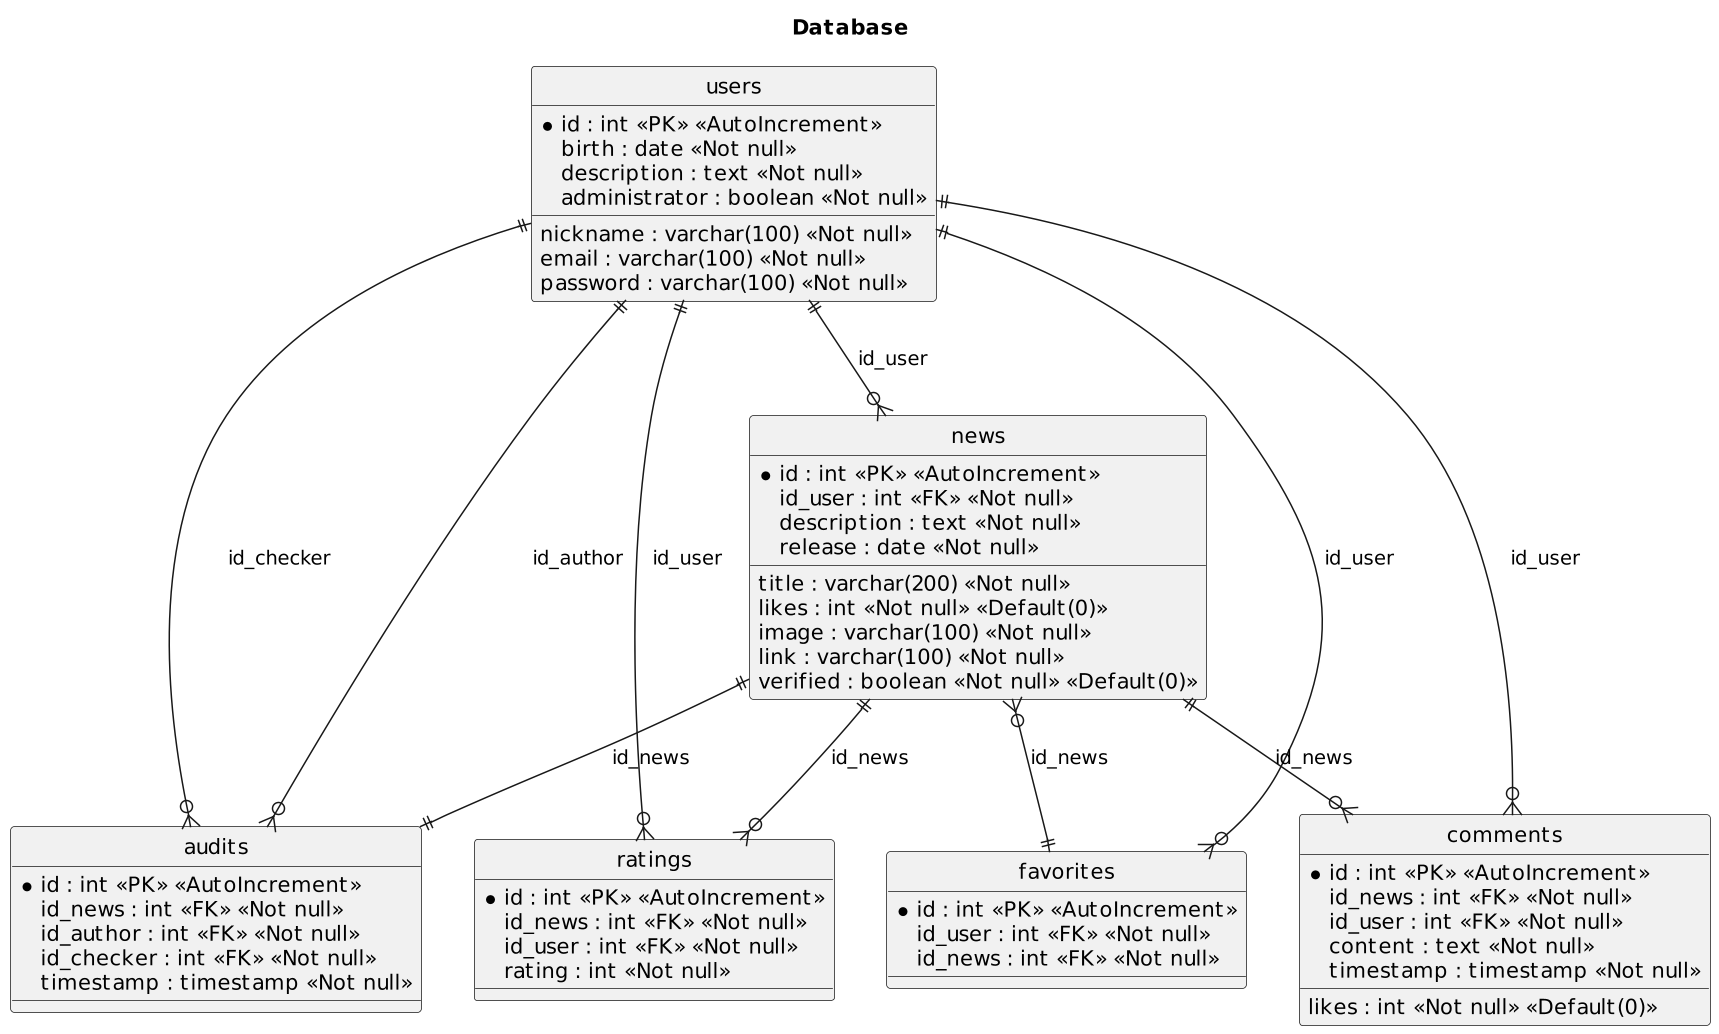 Database
users
id : int «PK» «AutoIncrement»
birth : date «Not null»
description : text «Not null»
administrator : boolean «Not null»
nickname : varchar(100) «Not null»
email : varchar(100) «Not null»
password : varchar(100) «Not null»
id_user
news
id : int «PK» «AutoIncrement»
id_user : int «FK» «Not null»
description : text «Not null»
release : date «Not null»
title : varchar(200) «Not null»
likes : int «Not null» «Default(0)»
image : varchar(100) «Not null»
link : varchar(100) «Not null»
verified : boolean «Not null» «Default(0)»
id_checker
id_author
id_user
id_user
id_user
id_news
id_news
id_news
id_news
audits
id : int «PK» «AutoIncrement»
id_news : int «FK» «Not null»
id_author : int «FK» «Not null»
id_checker : int «FK» «Not null»
timestamp : timestamp «Not null»
ratings
id : int «PK» «AutoIncrement»
id_news : int «FK» «Not null»
id_user : int «FK» «Not null»
rating : int «Not null»
favorites
id : int «PK» «AutoIncrement»
id_user : int «FK» «Not null»
id_news : int «FK» «Not null»
comments
id : int «PK» «AutoIncrement»
id_news : int «FK» «Not null»
id_user : int «FK» «Not null»
content : text «Not null»
timestamp : timestamp «Not null»
likes : int «Not null» «Default(0)»